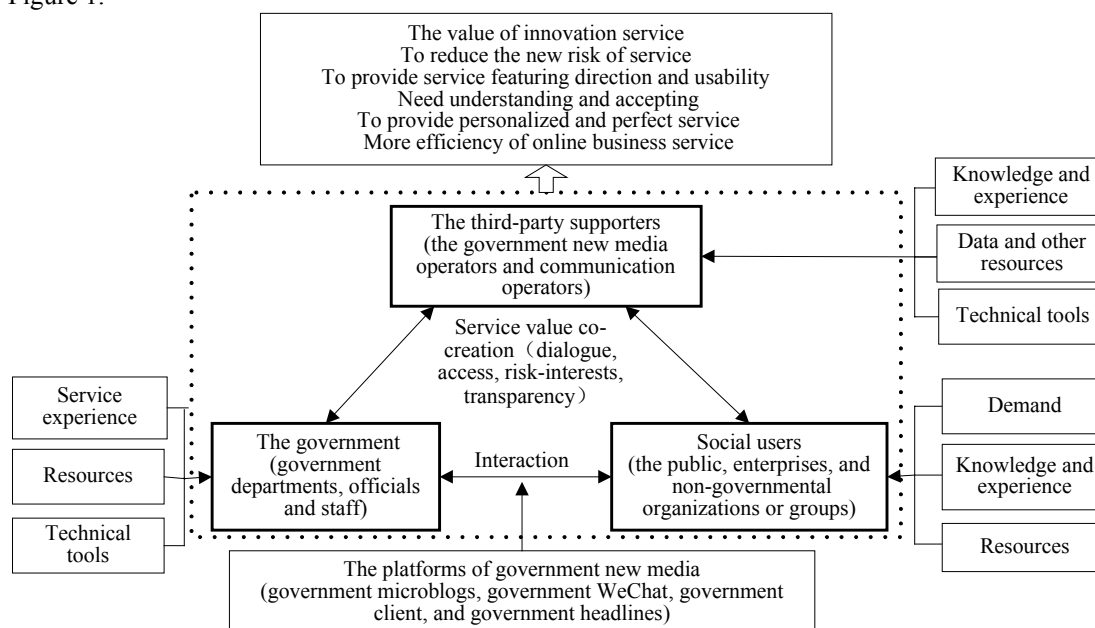 Figure 1.
The value of innovation service
To reduce the new risk of service
To provide service featuring direction and usability
Need understanding and accepting
To provide personalized and perfect service
More efficiency of online business service
The third-party supporters
(the government new media
operators and communication
operators)
Knowledge and
experience
Data and other
resources
Technical tools
Service value co-
creation（dialogue,
access, risk-interests,
transparency）
Service
experience
Resources
Technical
tools
The government
(government
departments, officials
and staff)
Interaction
Social users
(the public, enterprises, and
non-governmental
organizations or groups)
Demand
Knowledge and
experience
Resources
The platforms of government new media
(government microblogs, government WeChat, government
client, and government headlines)